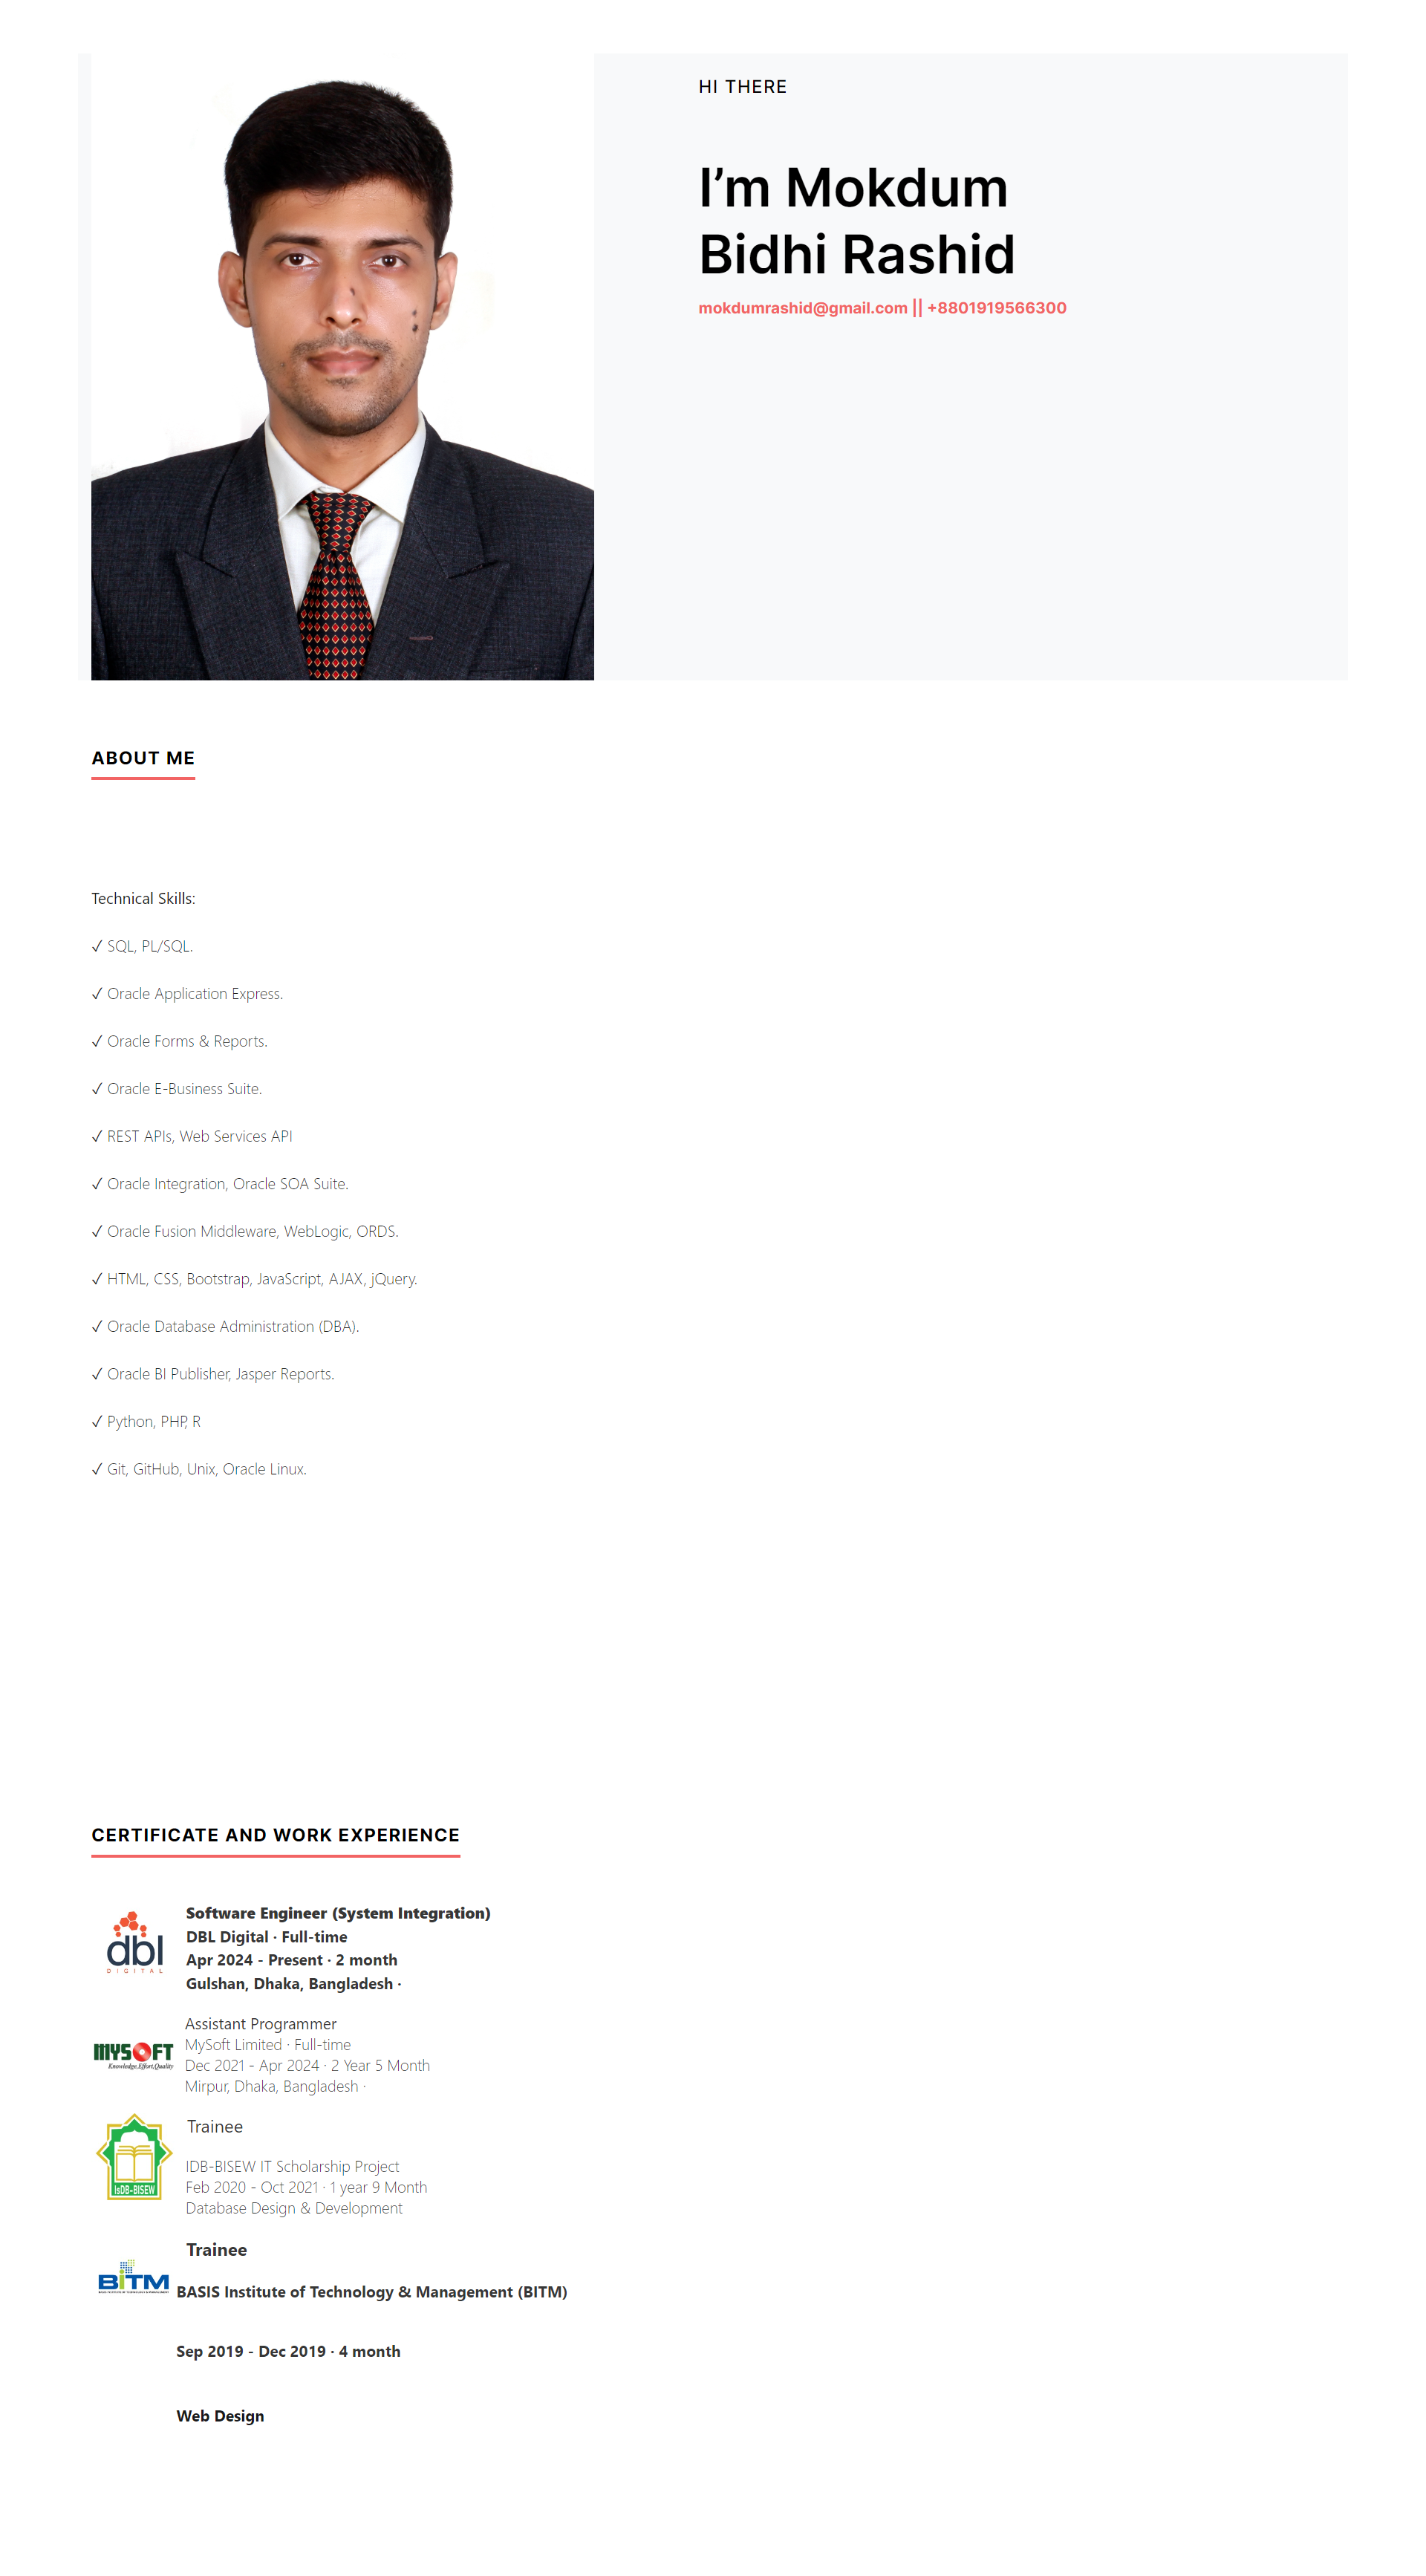 HI THERE
I’m Mokdum
Bidhi Rashid
mokdumrashid@gmail.com || +8801919566300
ABOUT ME
Technical Skills:
✓ SQL, PL/SQL.
✓ Oracle Application Express.
✓ Oracle Forms & Reports.
✓ Oracle E-Business Suite.
✓ REST APIs, Web Services API
✓ Oracle Integration, Oracle SOA Suite.
✓ Oracle Fusion Middleware, WebLogic, ORDS.
✓ HTML, CSS, Bootstrap, JavaScript, AJAX, jQuery.
✓ Oracle Database Administration (DBA).
✓ Oracle BI Publisher, Jasper Reports.
✓ Python, PHP, R
✓ Git, GitHub, Unix, Oracle Linux.
CERTIFICATE AND WORK EXPERIENCE
dbl
DIGITAL
Software Engineer (System Integration)
DBL Digital · Full-time
Apr 2024 - Present · 2 month
Gulshan, Dhaka, Bangladesh ·
MYSOFT
Knowledge,Effort,Quality
Assistant Programmer
MySoft Limited · Full-time
Dec 2021 - Apr 2024 · 2 Year 5 Month
Mirpur, Dhaka, Bangladesh ·
IsDB-BISEW
Trainee
IDB-BISEW IT Scholarship Project
Feb 2020 - Oct 2021 · 1 year 9 Month
Database Design & Development
BiTM
Trainee
BASIS Institute of Technology & Management (BITM)
Sep 2019 - Dec 2019 · 4 month
Web Design